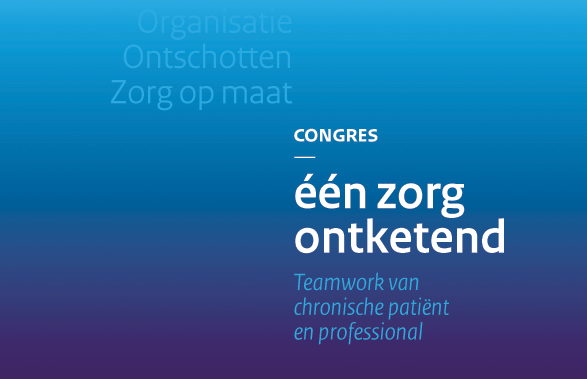 Organisatie
Ontschotten
Zorg op maat
CONGRES
één zorg
ontketend
Teamwork van
chronische patiënt
en professional